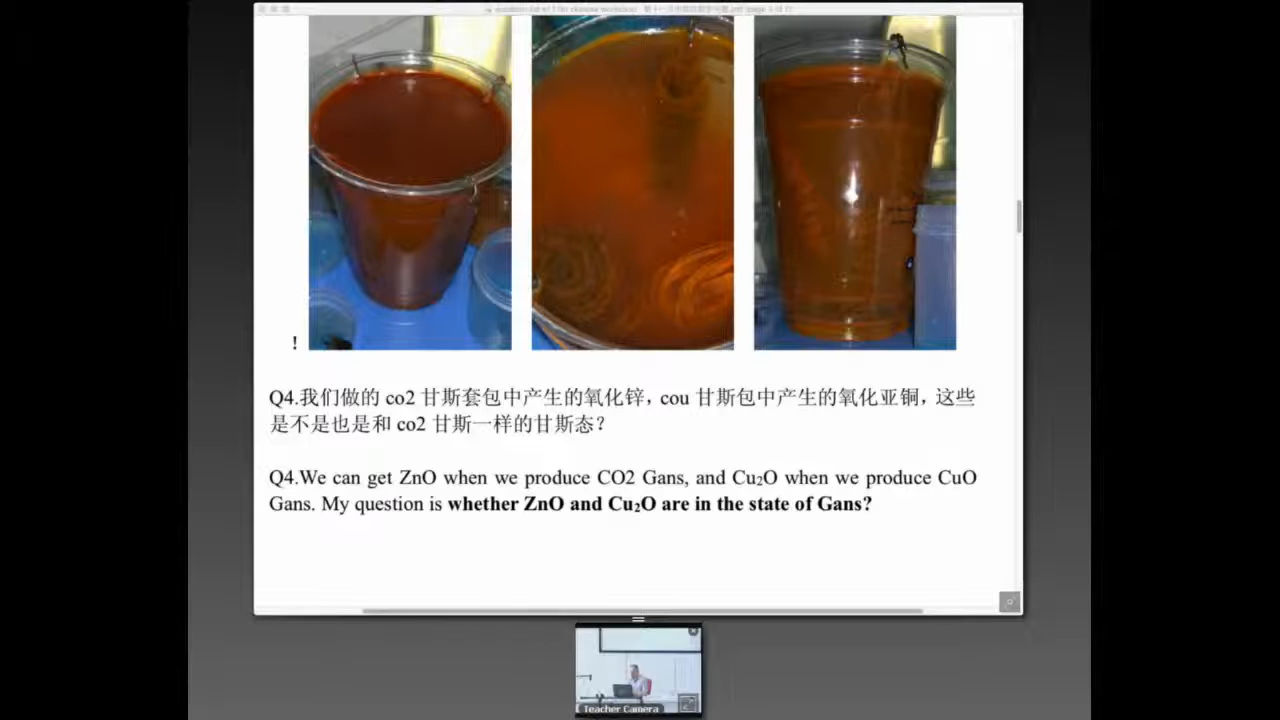 !
Q4.我们做的 co2 甘斯套包中产生的氧化锌，cou 甘斯包中产生的氧化亚铜，这些
是不是也是和 co2 甘斯一样的甘斯态？
Q4.We can get ZnO when we produce CO2 Gans, and Cu₂O when we produce CuO
Gans. My question is whether ZnO and Cu₂O are in the state of Gans?
Teacher Camera